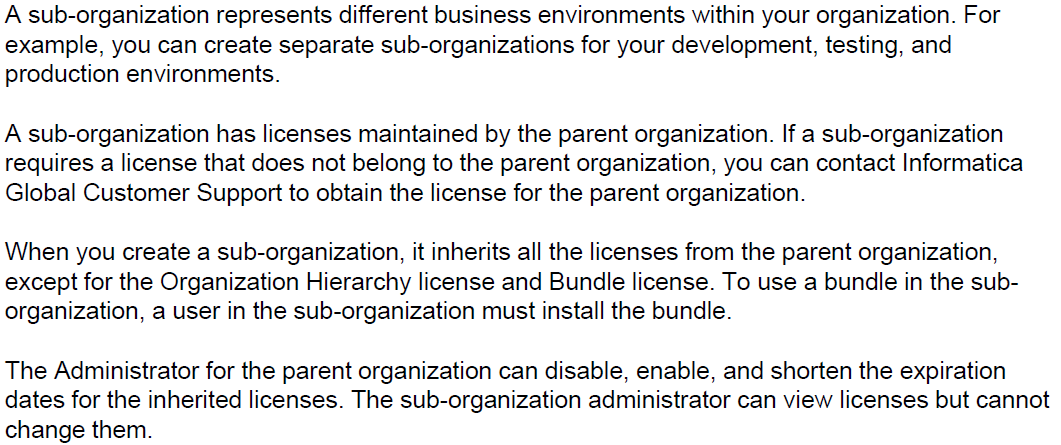 A sub-organization represents different business environments within your organization. For
example, you can create separate sub-organizations for your development, testing, and
production environments.
A sub-organization has licenses maintained by the parent organization. If a sub-organization
requires a license that does not belong to the parent organization, you can contact Informatica
Global Customer Support to obtain the license for the parent organization.
When you create a sub-organization, it inherits all the licenses from the parent organization,
except for the Organization Hierarchy license and Bundle license. To use a bundle in the sub-
organization, a user in the sub-organization must install the bundle.
The Administrator for the parent organization can disable, enable, and shorten the expiration
dates for the inherited licenses. The sub-organization administrator can view licenses but cannot
change them.